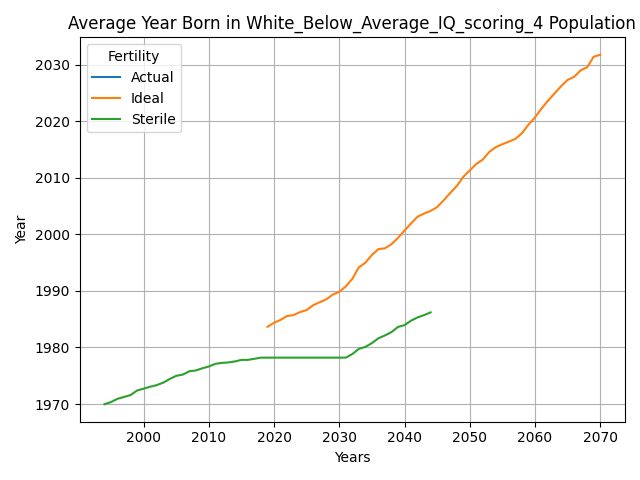 Average Year Born in White_Below_Average_IQ_scoring_4 Population
Fertility
Actual
Ideal
Sterile
Year
2030
2020
2010
2000
1990
1980
1970
2000 2010 2020 2030 2040 2050 2060 2070
Years